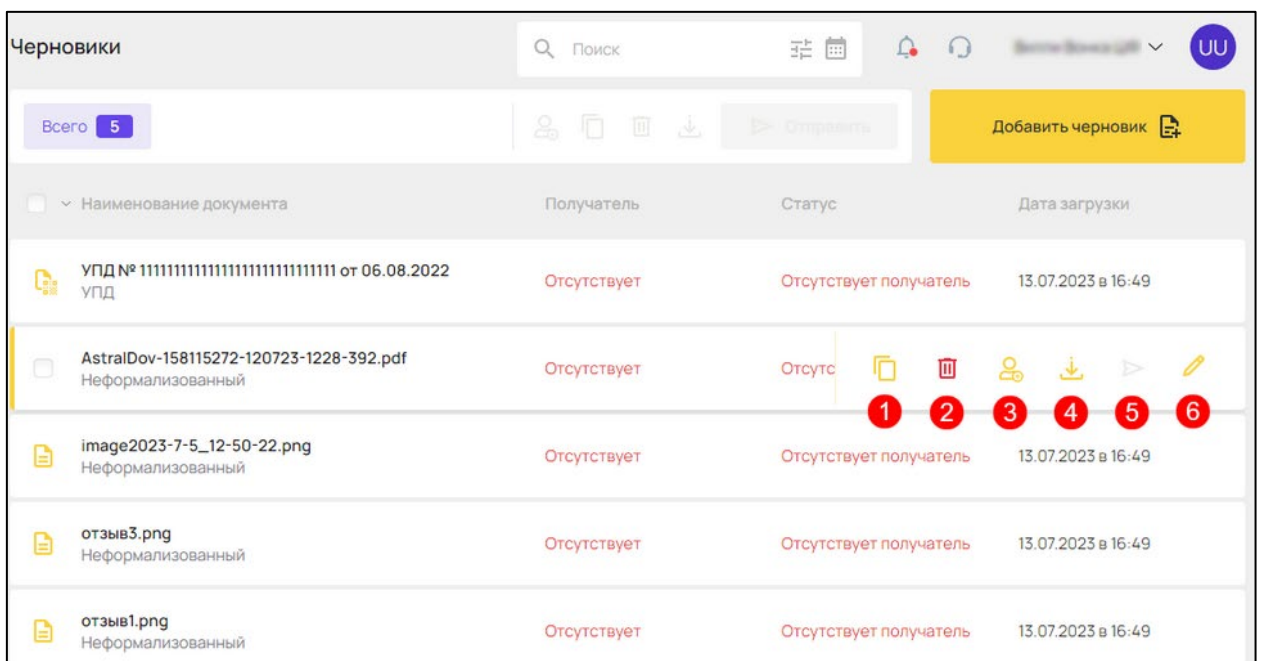 Черновики
Поиск
UU
Всего 5
Отправить
Добавить черновик
Наименование документа Получатель Статус Дата загрузки
УПД № 11111111111111111111111111111 от 06.08.2022 Отсутствует Отсутствует получатель 13.07.2023 в 16:49
УПД
AstralDov-158115272-120723-1228-392.pdf Отсутствует Отсутс
Неформализованный
1 2 3 4 5 6
image2023-7-5_12-50-22.png Отсутствует Отсутствует получатель 13.07.2023 в 16:49
Неформализованный
отзыв3.png Отсутствует Отсутствует получатель 13.07.2023 в 16:49
Неформализованный
отзыв1.png Отсутствует Отсутствует получатель 13.07.2023 в 16:49
Неформализованный